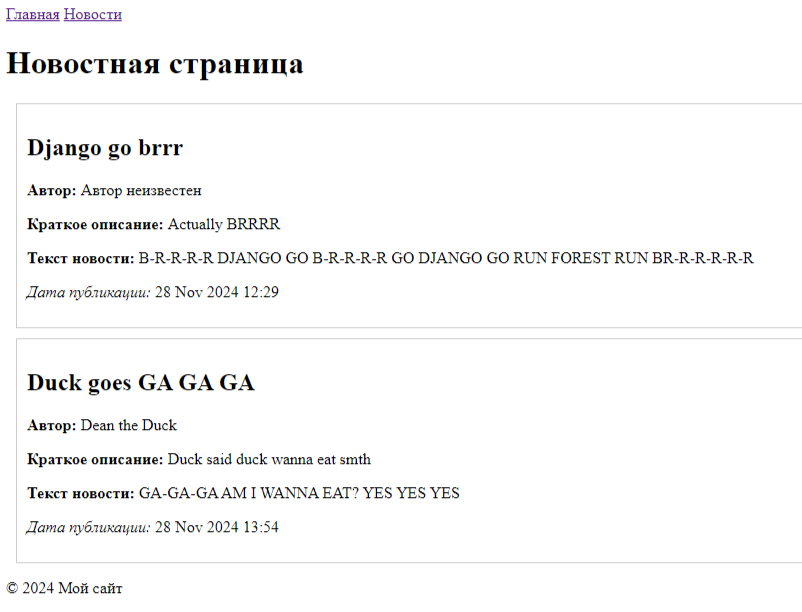 Главная Новости
Новостная страница
Django go brrr
Автор: Автор неизвестен
Краткое описание: Actually BRRRR
Текст новости: B-R-R-R-R DJANGO GO B-R-R-R-R GO DJANGO GO RUN FOREST RUN BR-R-R-R-R-R
Дата публикации: 28 Nov 2024 12:29
Duck goes GA GA GA
Автор: Dean the Duck
Краткое описание: Duck said duck wanna eat smth
Текст новости: GA-GA-GA AM I WANNA EAT? YES YES YES
Дата публикации: 28 Nov 2024 13:54
© 2024 Мой сайт